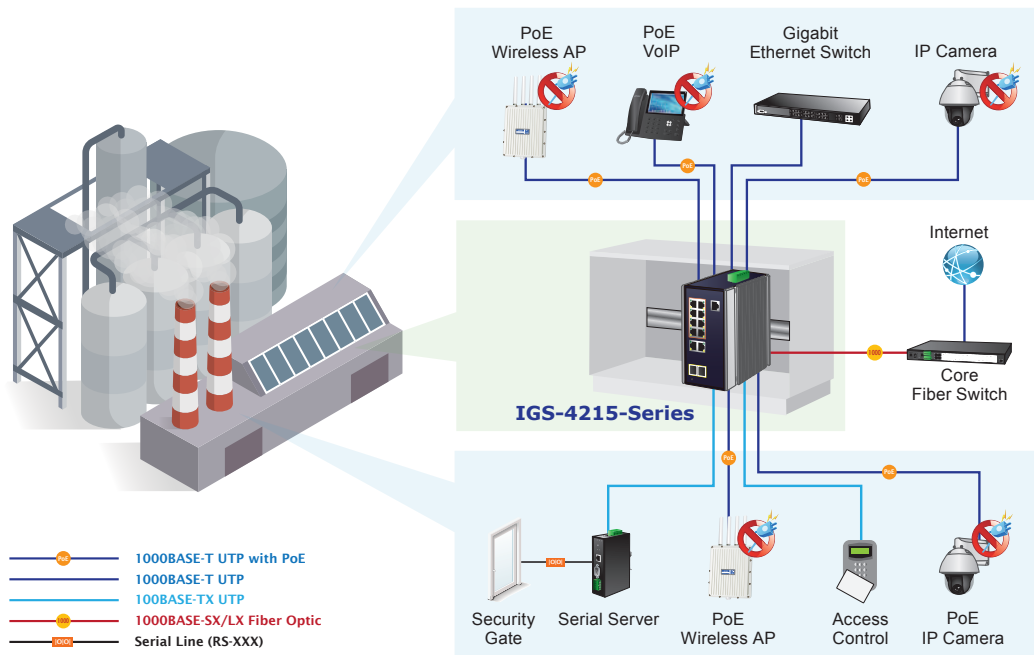 PoE
Wireless AP
PoE
VoIP
Gigabit
Ethernet Switch
IP Camera
PoE
PoE
PoE
Internet
1000
Core
Fiber Switch
IGS-4215-Series
PoE
PoE
|O|O|
Security
Gate
Serial Server
PoE
Wireless AP
Access
Control
PoE
IP Camera
PoE
1000BASE-T UTP with PoE
1000BASE-T UTP
100BASE-TX UTP
1000
1000BASE-SX/LX Fiber Optic
|O|O|
Serial Line (RS-XXX)